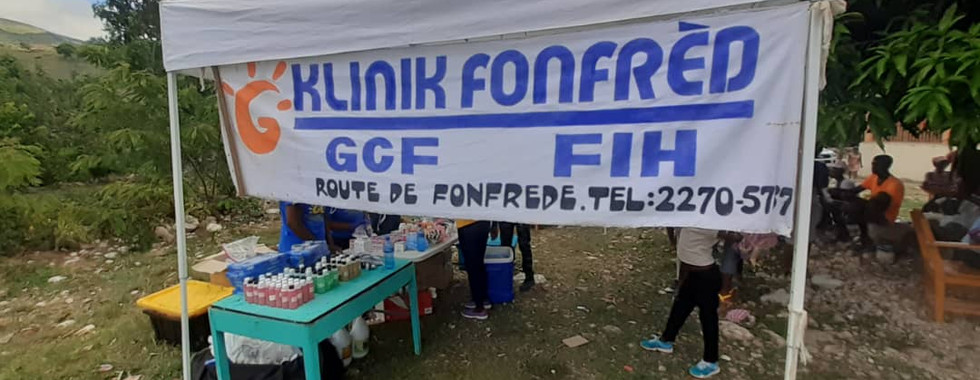 KLINIK FONFRÈD
GCF FIH
ROUTE DE FONFREDE.TEL:2270-5777